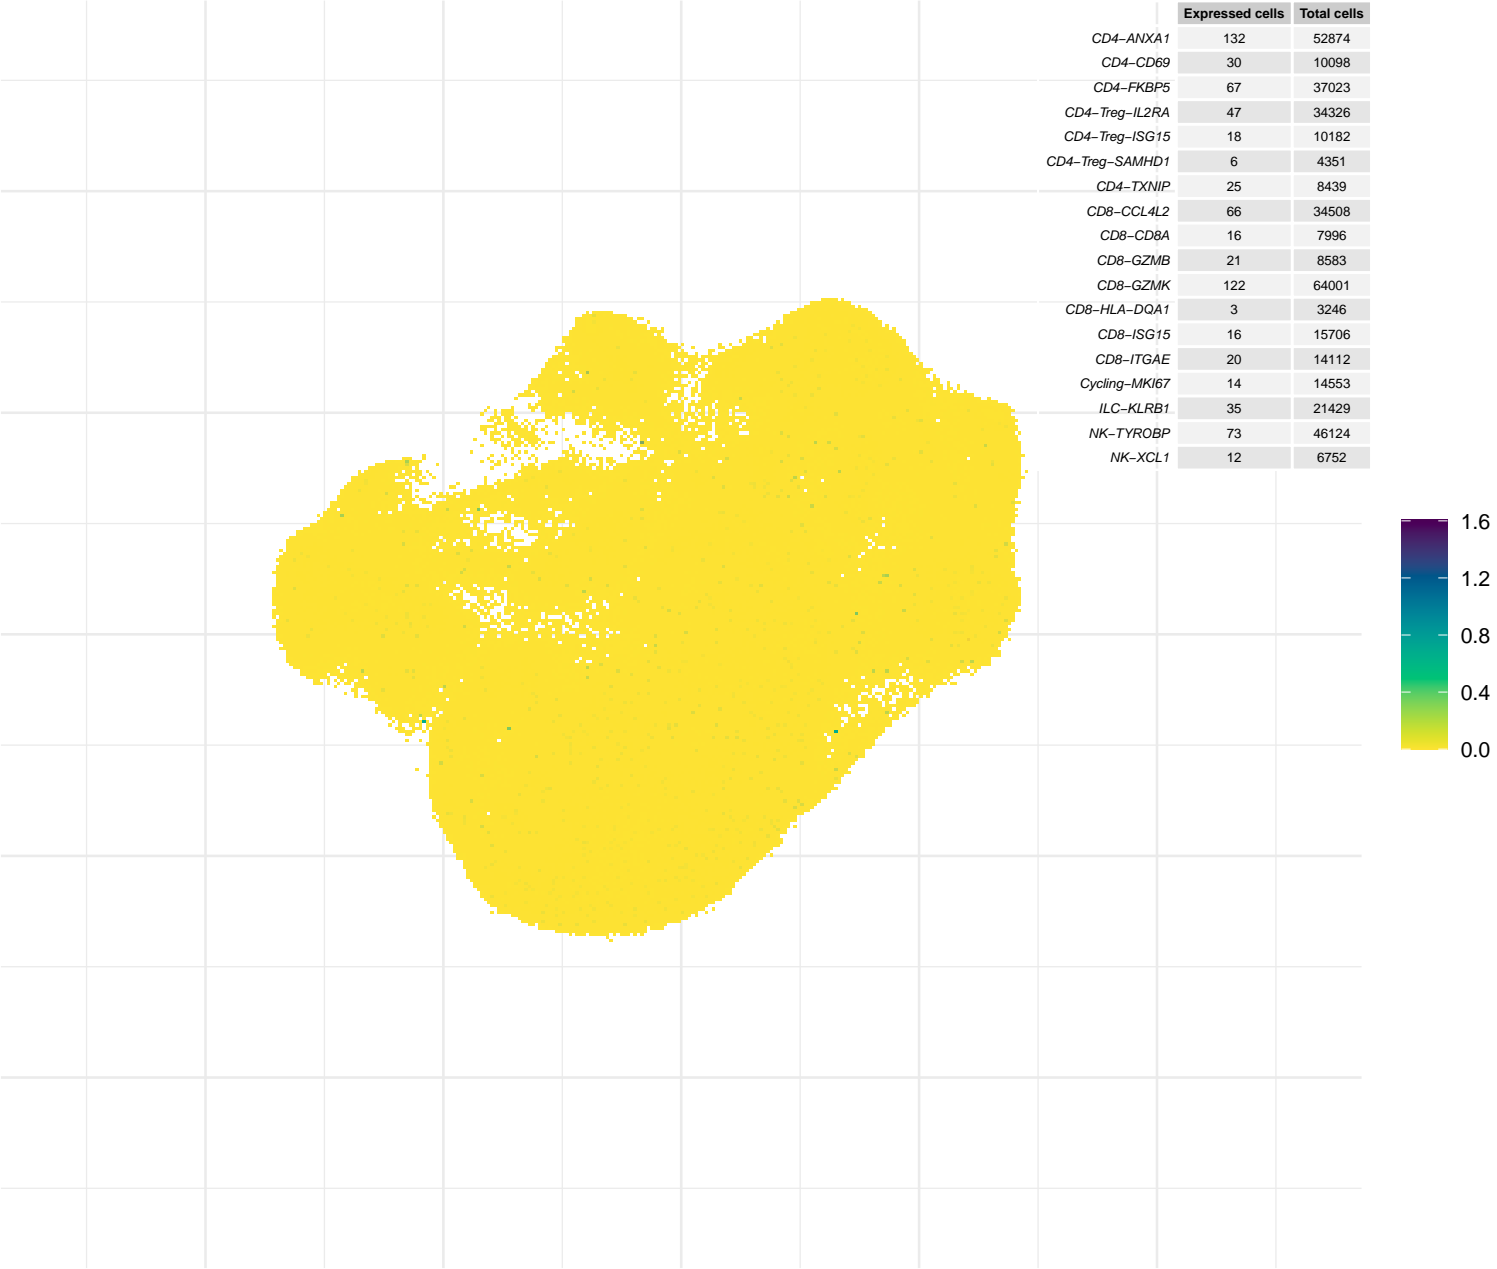 Expressed cells Total cells
CD4−ANXA1 132 52874
CD4−CD69 30 10098
CD4−FKBP5 67 37023
CD4−Treg−IL2RA 47 34326
CD4−Treg−ISG15 18 10182
CD4−Treg−SAMHD1 6 4351
CD4−TXNIP 25 8439
CD8−CCL4L2 66 34508
CD8−CD8A 16 7996
CD8−GZMB 21 8583
CD8−GZMK 122 64001
CD8−HLA−DQA1 3 3246
CD8−ISG15 16 15706
CD8−ITGAE 20 14112
Cycling−MKI67 14 14553
ILC−KLRB1 35 21429
NK−TYROBP 73 46124
NK−XCL1 12 6752
1.6
1.2
0.8
0.4
0.0